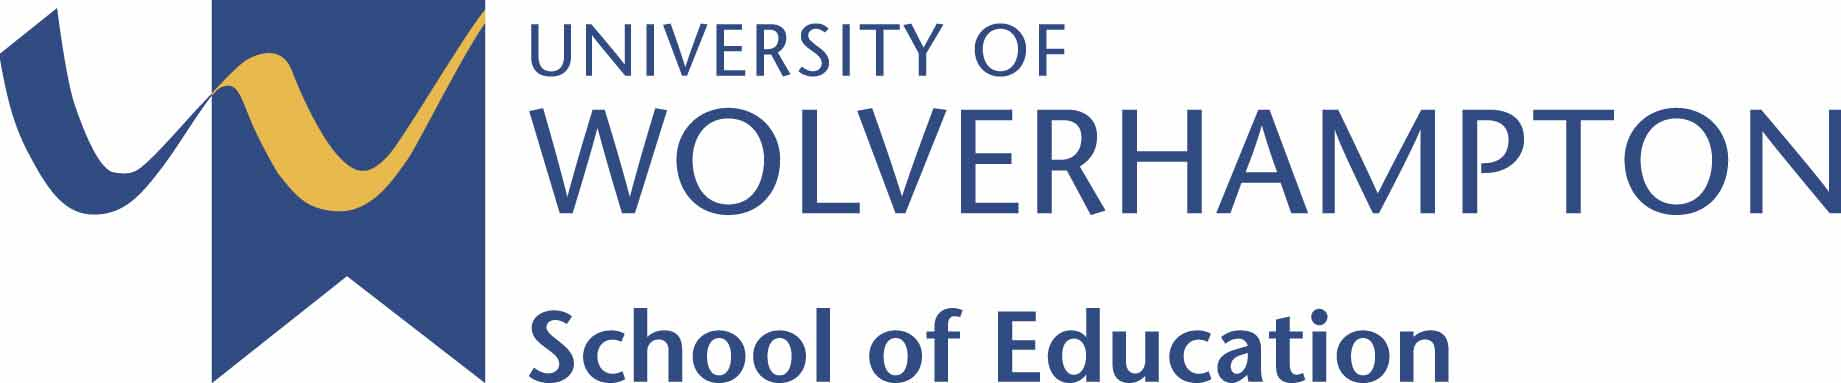 UNIVERSITY OF
WOLVERHAMPTON
School of Education